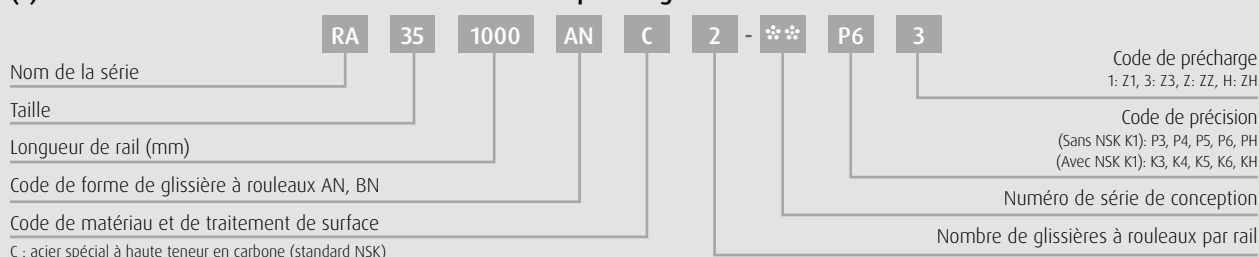 RA 35 1000 AN C 2 - ** P6 3
Nom de la série
Taille
Longueur de rail (mm)
Code de forme de glissière à rouleaux AN, BN
Code de matériau et de traitement de surface
C : acier spécial à haute teneur en carbone (standard NSK)
Code de précharge
1: Z1, 3: Z3, Z: ZZ, H: ZH
Code de précision
(Sans NSK K1): P3, P4, P5, P6, PH
(Avec NSK K1): K3, K4, K5, K6, KH
Numéro de série de conception
Nombre de glissières à rouleaux par rail